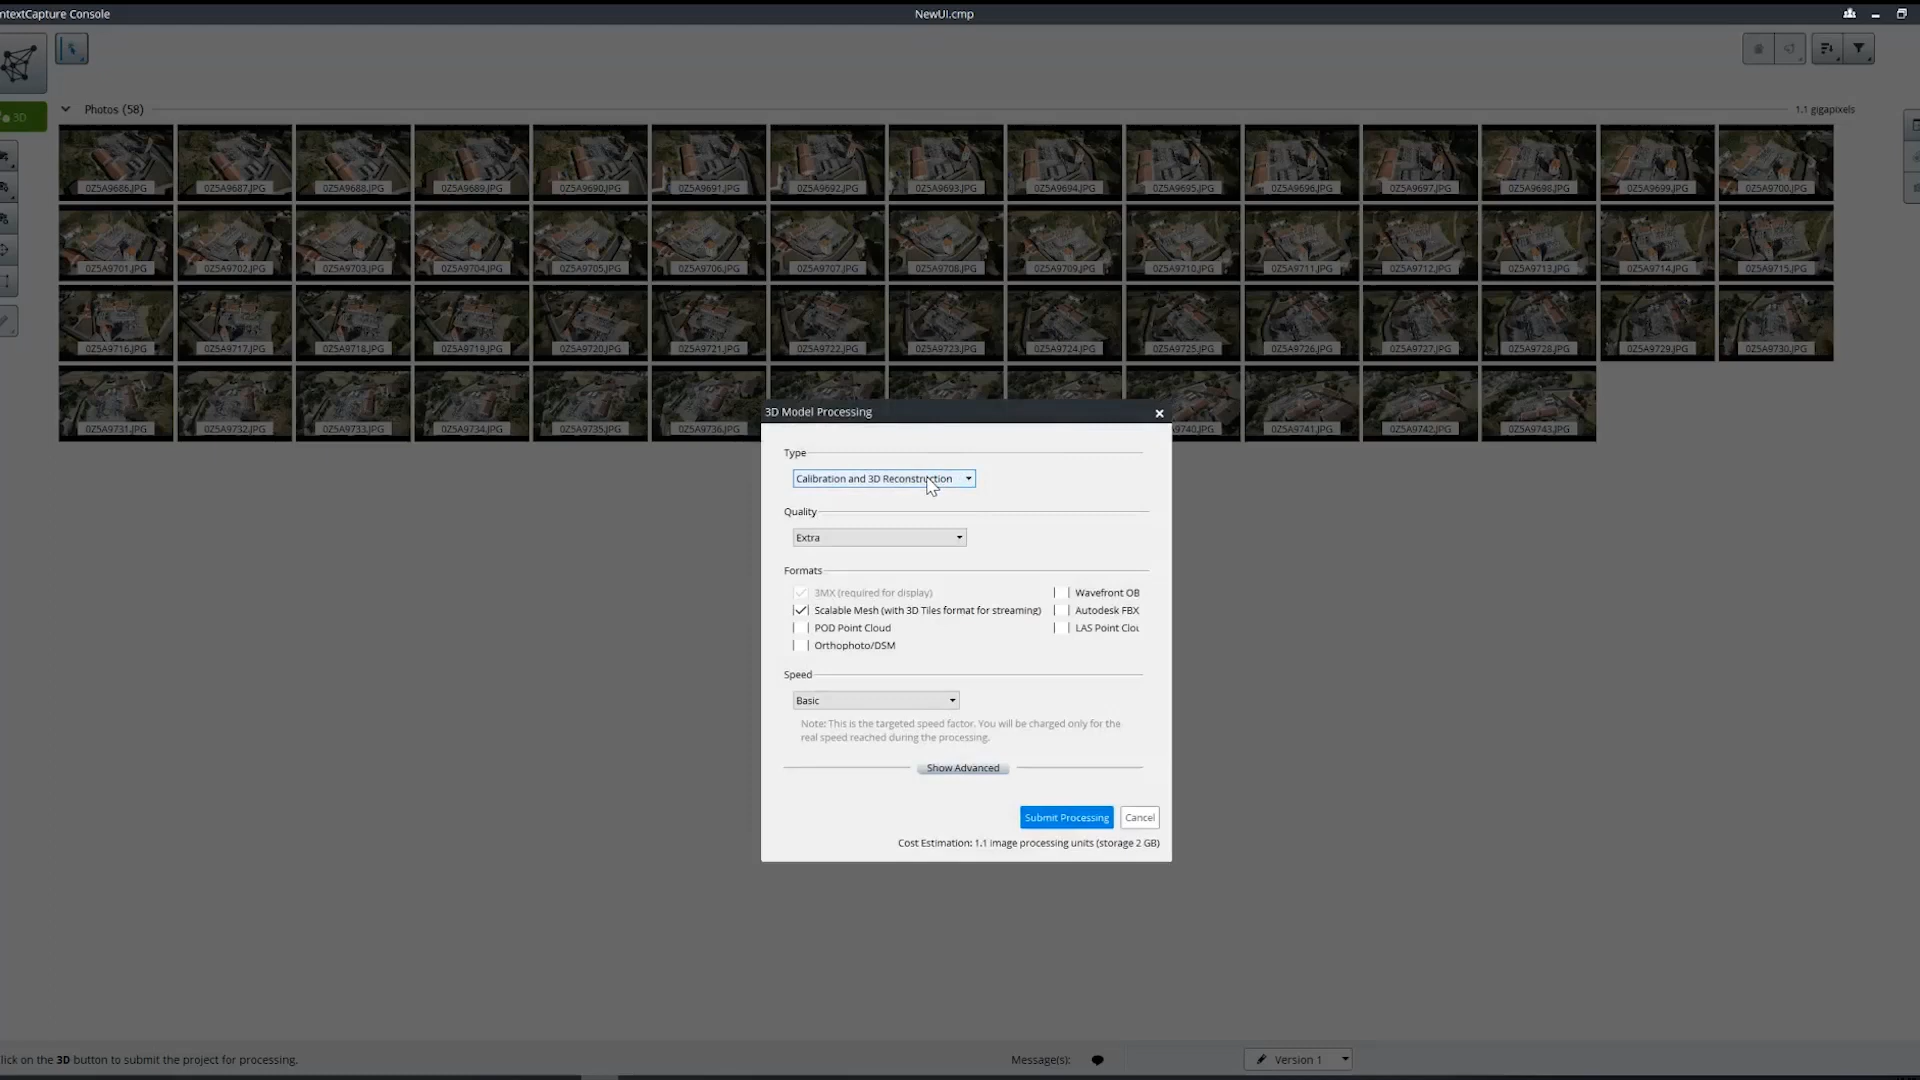 ntextCapture Console
NewUI.cmp
3D
Photos (58)
1.1 gigapixels
0Z5A9686.JPG 0Z5A9687.JPG 0Z5A9688.JPG 0Z5A9689.JPG 0Z5A9690.JPG 0Z5A9691.JPG 0Z5A9692.JPG 0Z5A9693.JPG 0Z5A9694.JPG 0Z5A9695.JPG 0Z5A9696.JPG 0Z5A9697.JPG 0Z5A9698.JPG 0Z5A9699.JPG 0Z5A9700.JPG
0Z5A9701.JPG 0Z5A9702.JPG 0Z5A9703.JPG 0Z5A9704.JPG 0Z5A9705.JPG 0Z5A9706.JPG 0Z5A9707.JPG 0Z5A9708.JPG 0Z5A9709.JPG 0Z5A9710.JPG 0Z5A9711.JPG 0Z5A9712.JPG 0Z5A9713.JPG 0Z5A9714.JPG 0Z5A9715.JPG
0Z5A9716.JPG 0Z5A9717.JPG 0Z5A9718.JPG 0Z5A9719.JPG 0Z5A9720.JPG 0Z5A9721.JPG 0Z5A9722.JPG 0Z5A9723.JPG 0Z5A9724.JPG 0Z5A9725.JPG 0Z5A9726.JPG 0Z5A9727.JPG 0Z5A9728.JPG 0Z5A9729.JPG 0Z5A9730.JPG
0Z5A9731.JPG 0Z5A9732.JPG 0Z5A9733.JPG 0Z5A9734.JPG 0Z5A9735.JPG 0Z5A9736.JPG A9740.JPG 0Z5A9741.JPG 0Z5A9742.JPG 0Z5A9743.JPG
3D Model Processing
Type
Calibration and 3D Reconstruction
Quality
Extra
Formats
3MX (required for display)
Wavefront OB
Scalable Mesh (with 3D Tiles format for streaming)
Autodesk FBX
POD Point Cloud
LAS Point Clou
Orthophoto/DSM
Speed
Basic
Note: This is the targeted speed factor. You will be charged only for the
real speed reached during the processing.
Show Advanced
Submit Processing
Cancel
Cost Estimation: 1.1 image processing units (storage 2 GB)
lick on the 3D button to submit the project for processing.
Message(s):
Version 1